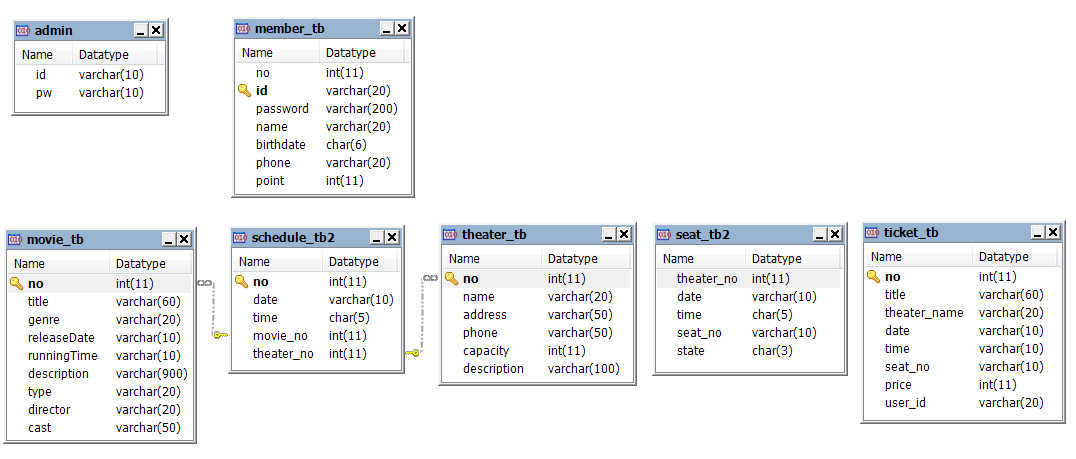 admin
Name Datatype
id varchar(10)
pw varchar(10)
member_tb
Name Datatype
no int(11)
id varchar(20)
password varchar(200)
name varchar(20)
birthdate char(6)
phone varchar(20)
point int(11)
movie_tb
Name Datatype
no int(11)
title varchar(60)
genre varchar(20)
releaseDate varchar(10)
runningTime varchar(10)
description varchar(900)
type varchar(20)
director varchar(20)
cast varchar(50)
schedule_tb2
Name Datatype
no int(11)
date varchar(10)
time char(5)
movie_no int(11)
theater_no int(11)
theater_tb
Name Datatype
no int(11)
name varchar(20)
address varchar(50)
phone varchar(50)
capacity int(11)
description varchar(100)
seat_tb2
Name Datatype
theater_no int(11)
date varchar(10)
time char(5)
seat_no varchar(10)
state char(3)
ticket_tb
Name Datatype
no int(11)
title varchar(60)
theater_name varchar(20)
date varchar(10)
time varchar(10)
seat_no varchar(10)
price int(11)
user_id varchar(20)